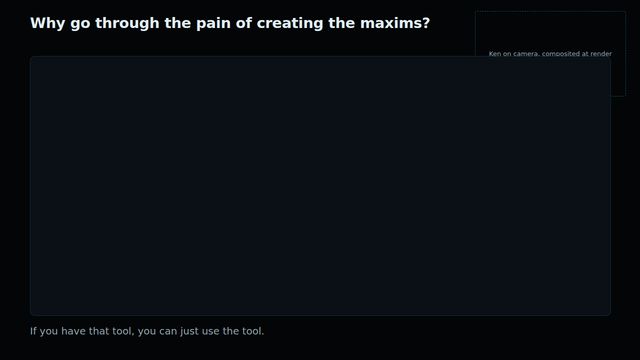 Why go through the pain of creating the maxims?
Ken on camera, composited at render
If you have that tool, you can just use the tool.